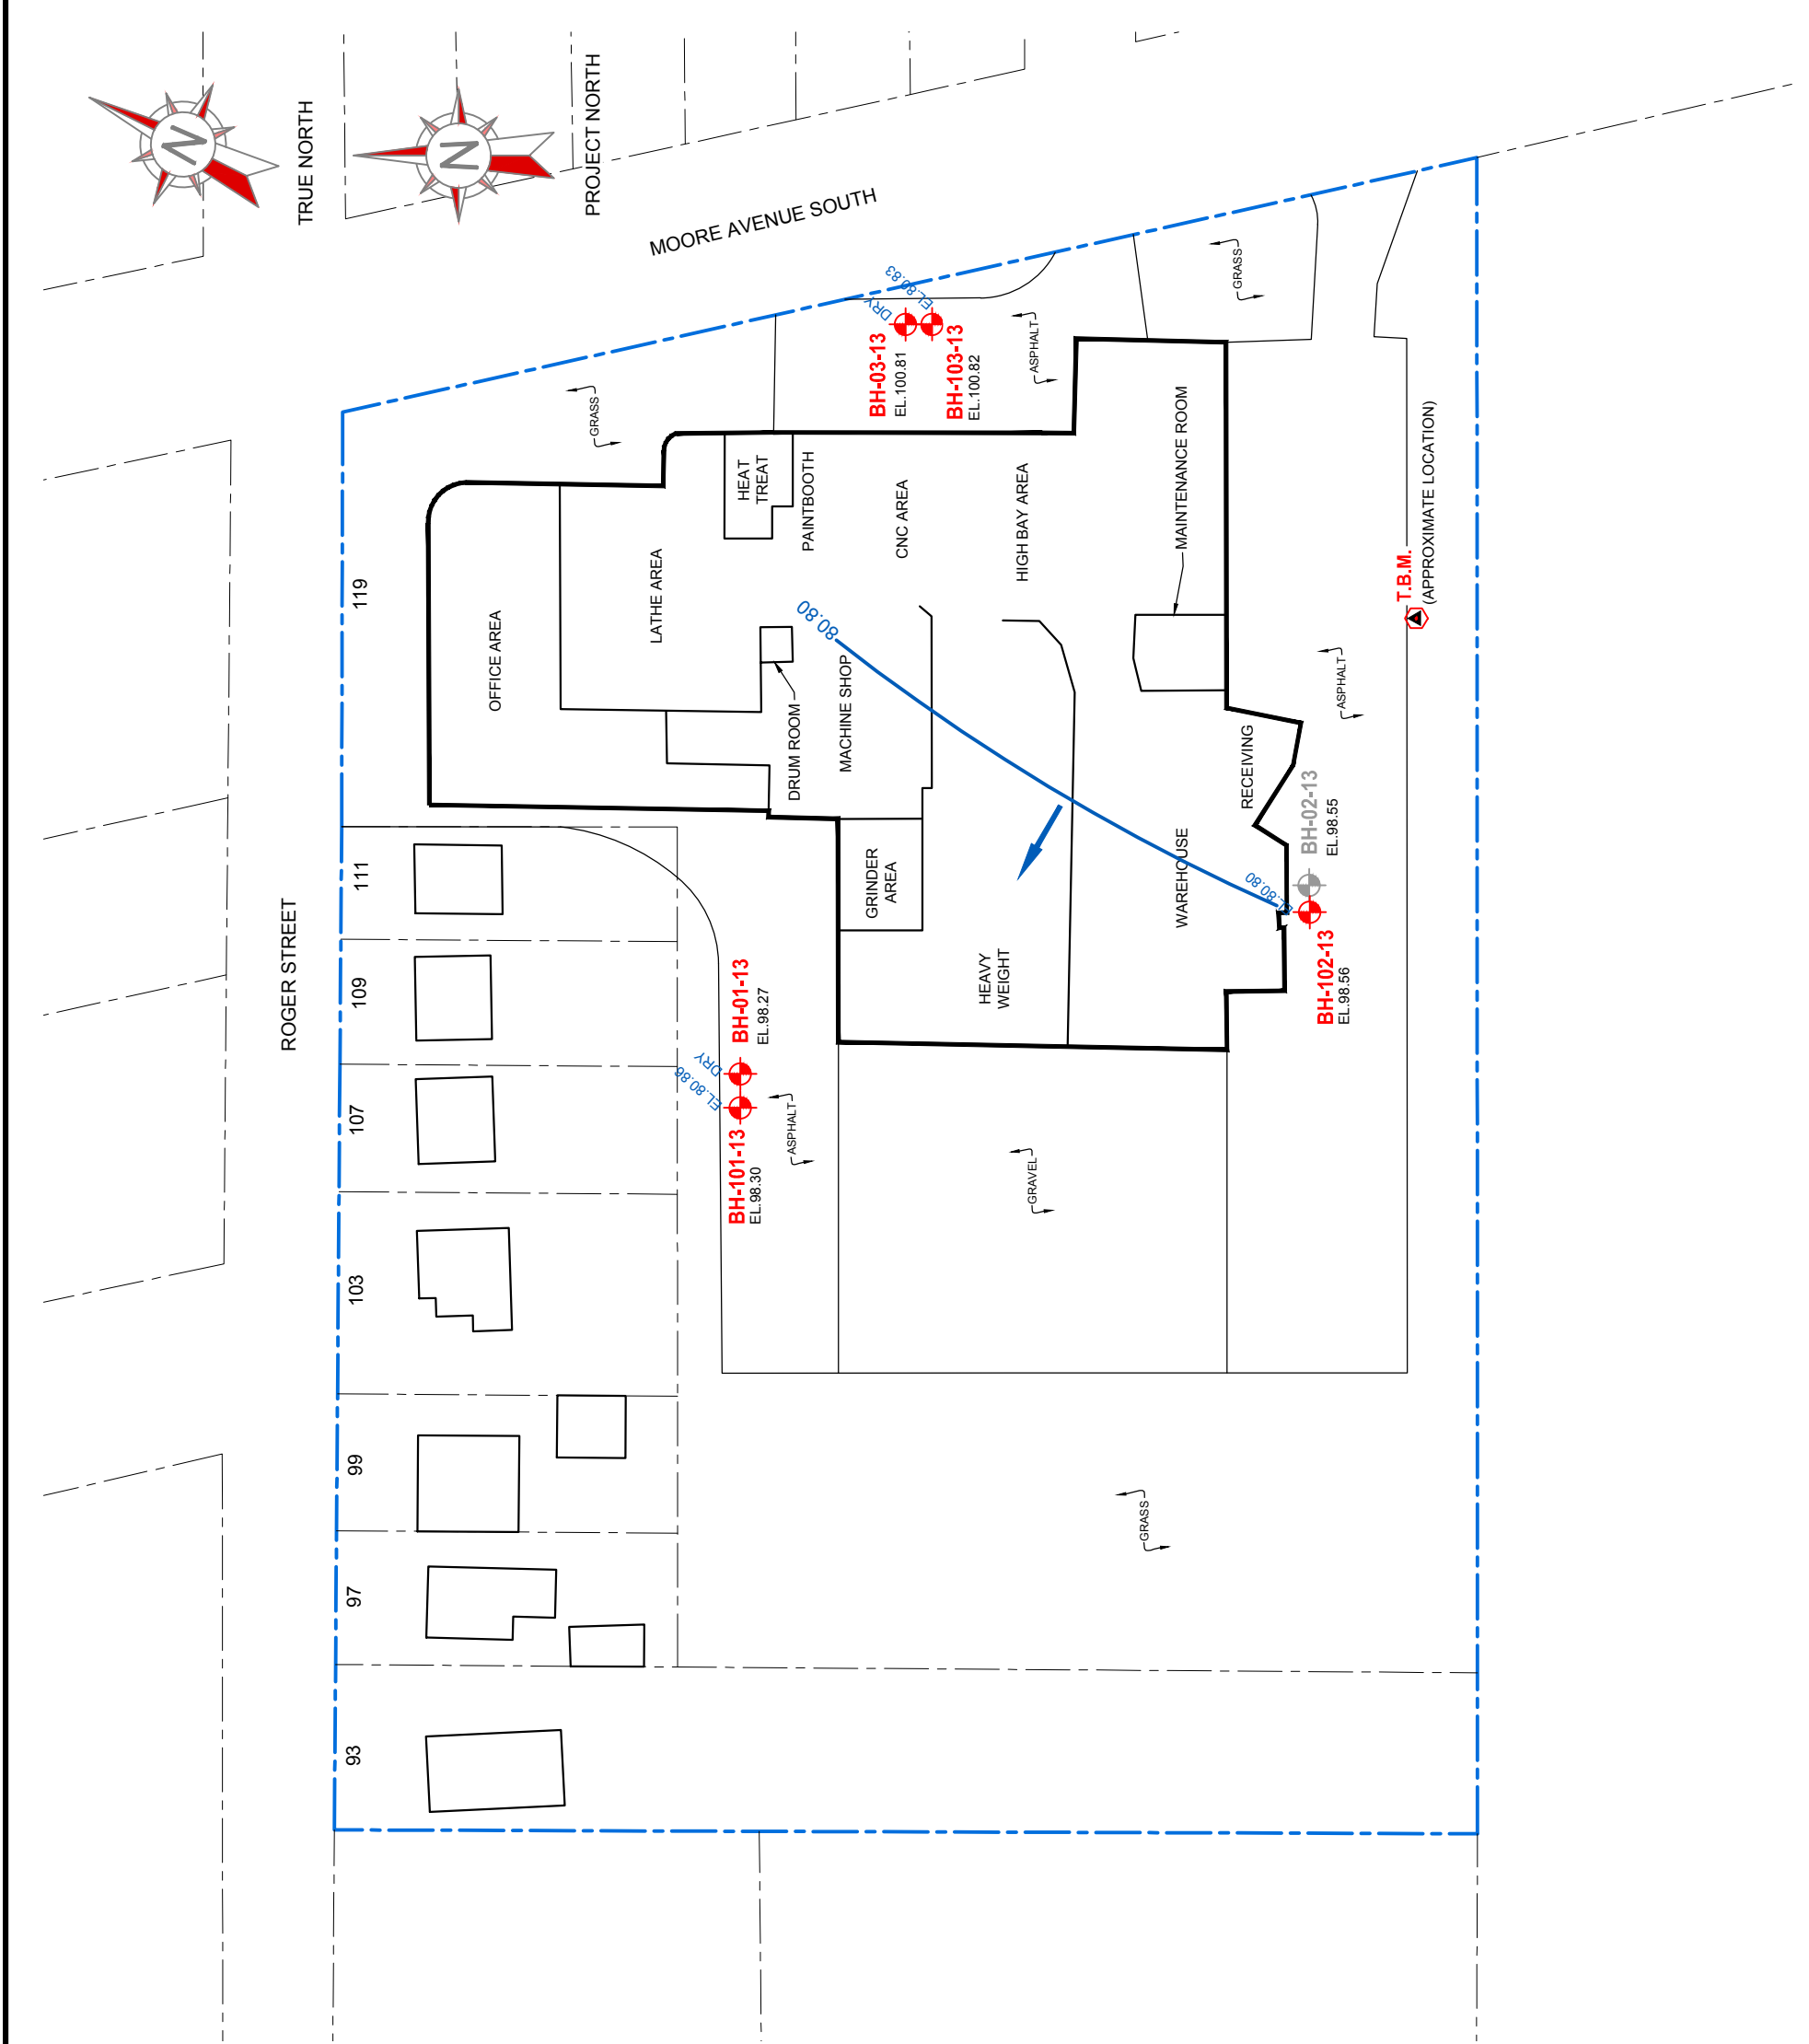 N
TRUE NORTH
N
PROJECT NORTH
MOORE AVENUE SOUTH
ROGER STREET
119
111
109
107
103
99
97
93
GRASS
GRASS
DRY
EL.80.83
BH-03-13
EL.100.81
BH-103-13
EL.100.82
ASPHALT
OFFICE AREA
LATHE AREA
HEAT
TREAT
PAINTBOOTH
CNC AREA
HIGH BAY AREA
MAINTENANCE ROOM
T.B.M.
(APPROXIMATE LOCATION)
80.80
DRUM ROOM
MACHINE SHOP
RECEIVING
ASPHALT
GRINDER
AREA
WAREHOUSE
HEAVY
WEIGHT
EL.80.80
BH-02-13
EL.98.55
BH-102-13
EL.98.56
BH-01-13
EL.98.27
DRY
EL.80.86
BH-101-13
EL.98.30
ASPHALT
GRAVEL
GRASS